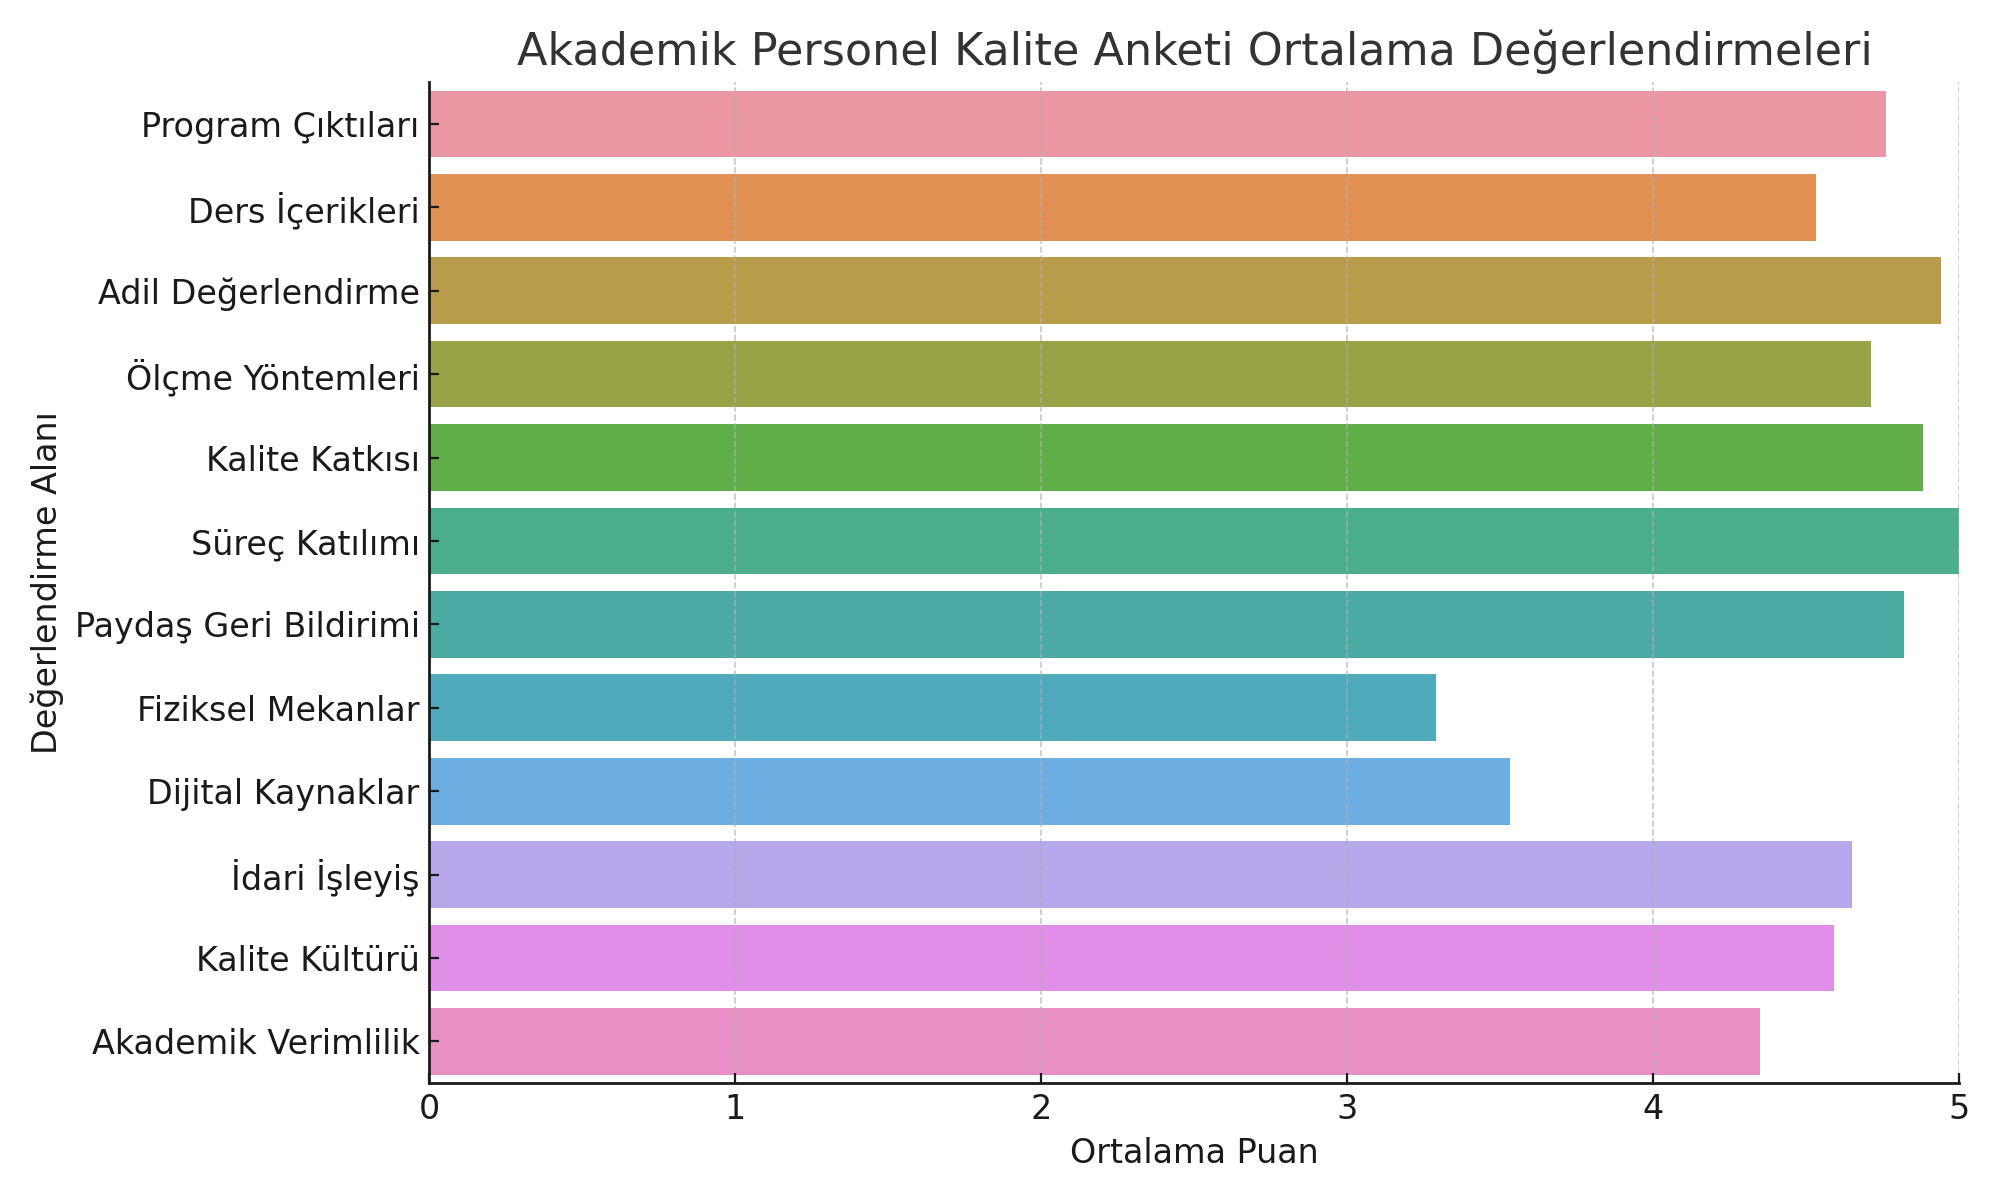 Akademik Personel Kalite Anketi Ortalama Değerlendirmeleri
Değerlendirme Alanı
Program Çıktıları
Ders İçerikleri
Adil Değerlendirme
Ölçme Yöntemleri
Kalite Katkısı
Süreç Katılımı
Paydaş Geri Bildirimi
Fiziksel Mekanlar
Dijital Kaynaklar
İdari İşleyiş
Kalite Kültürü
Akademik Verimlilik
0 1 2 3 4 5
Ortalama Puan